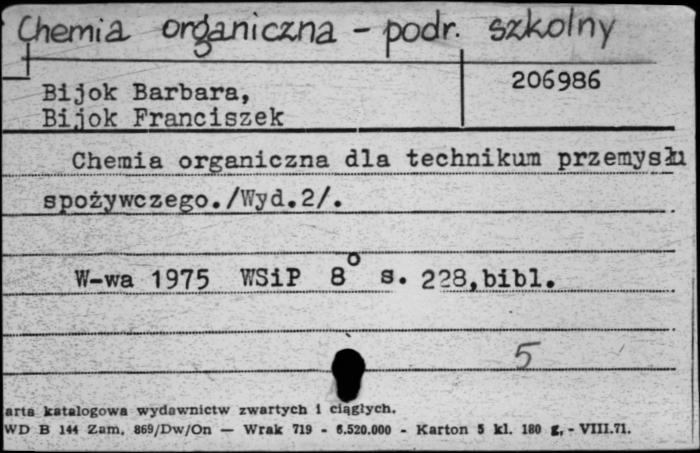 Chemia organiczna - podr. szkolny
206986
Bijok Barbara,
Bijok Franciszek
Chemia organiczna dla technikum przemysłu
spożywczego./Wyd.2/.
W-wa 1975 WSiP 8° s. 228,bibl.
5
arta katalogowa wydawnictw zwartych i ciągłych.
WD B 144 Zam. 869/Dw/On — Wrak 719 - 6.520.000 - Karton 5 kl. 180 g, - VIII.71.